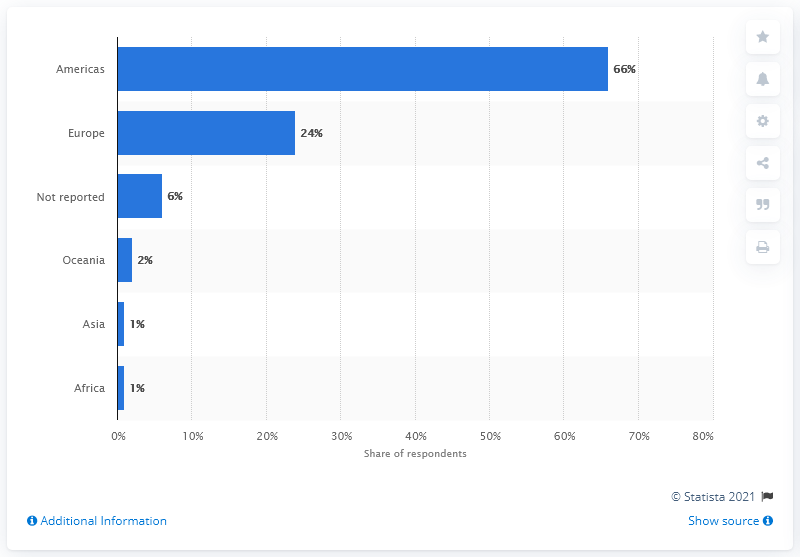 Americas 66%
Europe 24%
Not reported 6%
Oceania 2%
Asia 1%
Africa 1%
0% 10% 20% 30% 40% 50% 60% 70% 80%
Share of respondents
© Statista 2021
Additional Information Show source